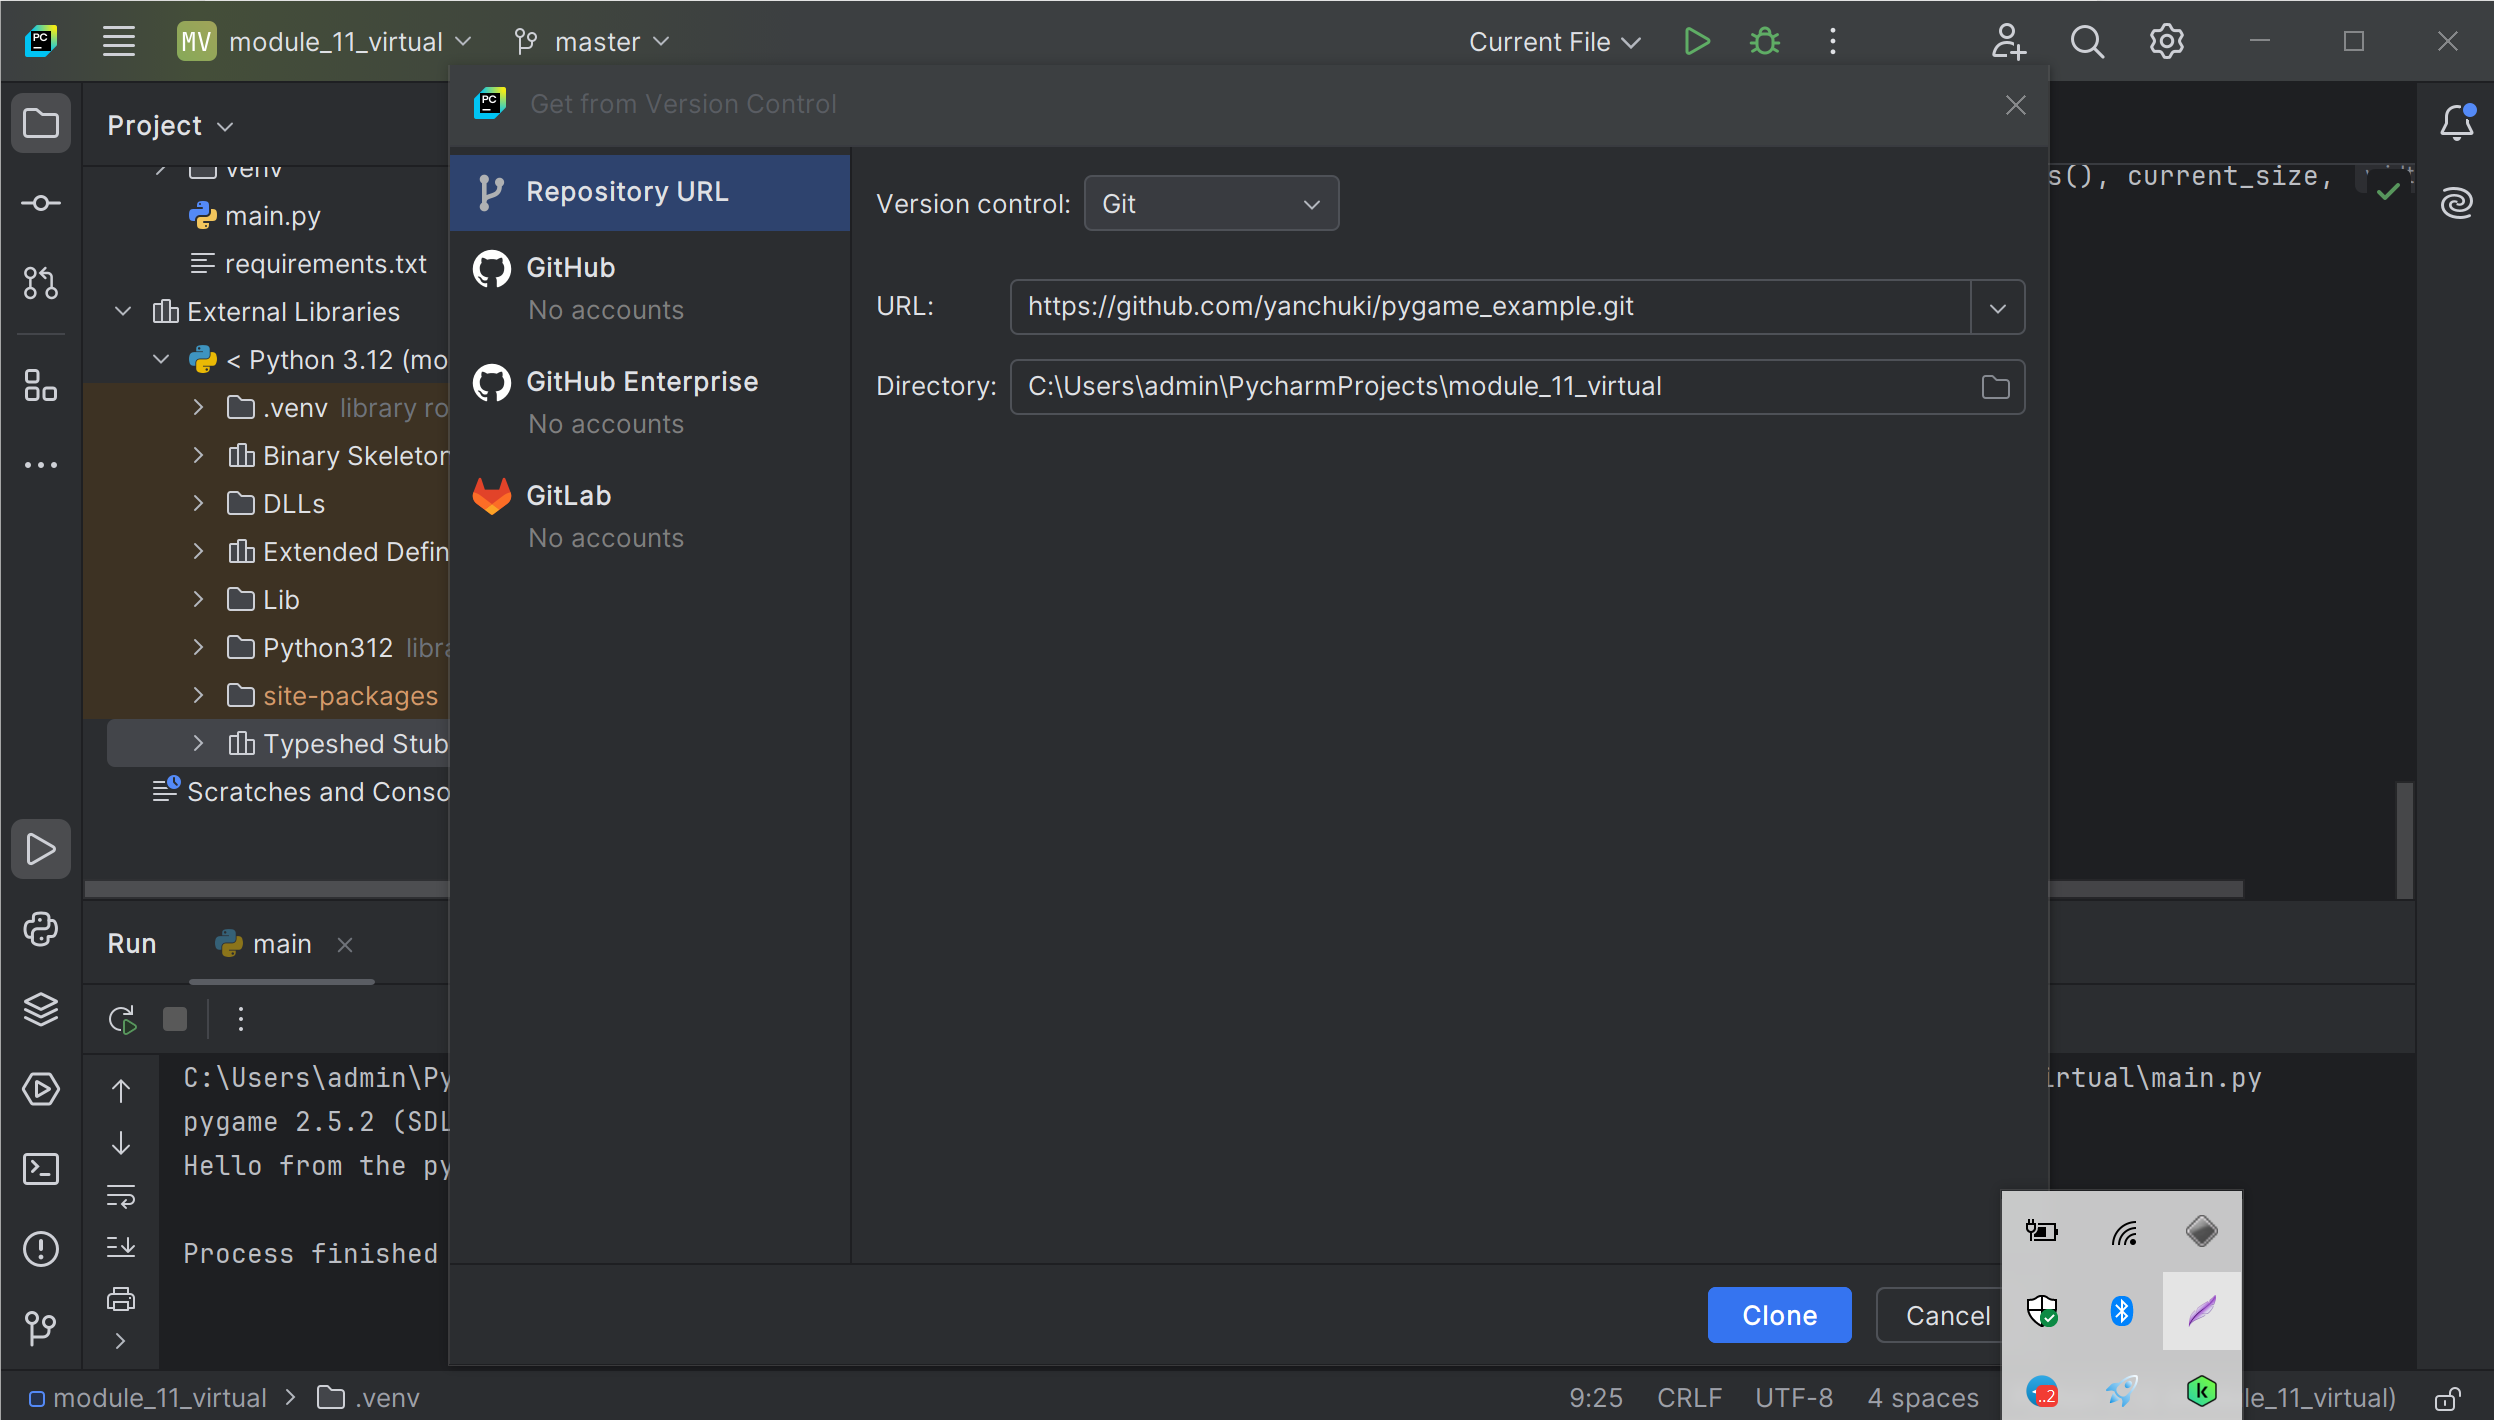 MV module_11_virtual master Current File
Get from Version Control
Project
venv
main.py
requirements.txt
External Libraries
< Python 3.12 (mo
.venv library ro
Binary Skeleton
DLLs
Extended Defin
Lib
Python312 libra
site-packages
Typeshed Stub
Scratches and Conso
Repository URL
GitHub
No accounts
GitHub Enterprise
No accounts
GitLab
No accounts
Version control: Git
URL: https://github.com/yanchuki/pygame_example.git
Directory: C:\Users\admin\PycharmProjects\module_11_virtual
s(), current_size,
Run main
C:\Users\admin\Py
irtual\main.py
pygame 2.5.2 (SDL
Hello from the py
Process finished
Clone Cancel
module_11_virtual > .venv
9:25 CRLF UTF-8 4 spaces
le_11_virtual)